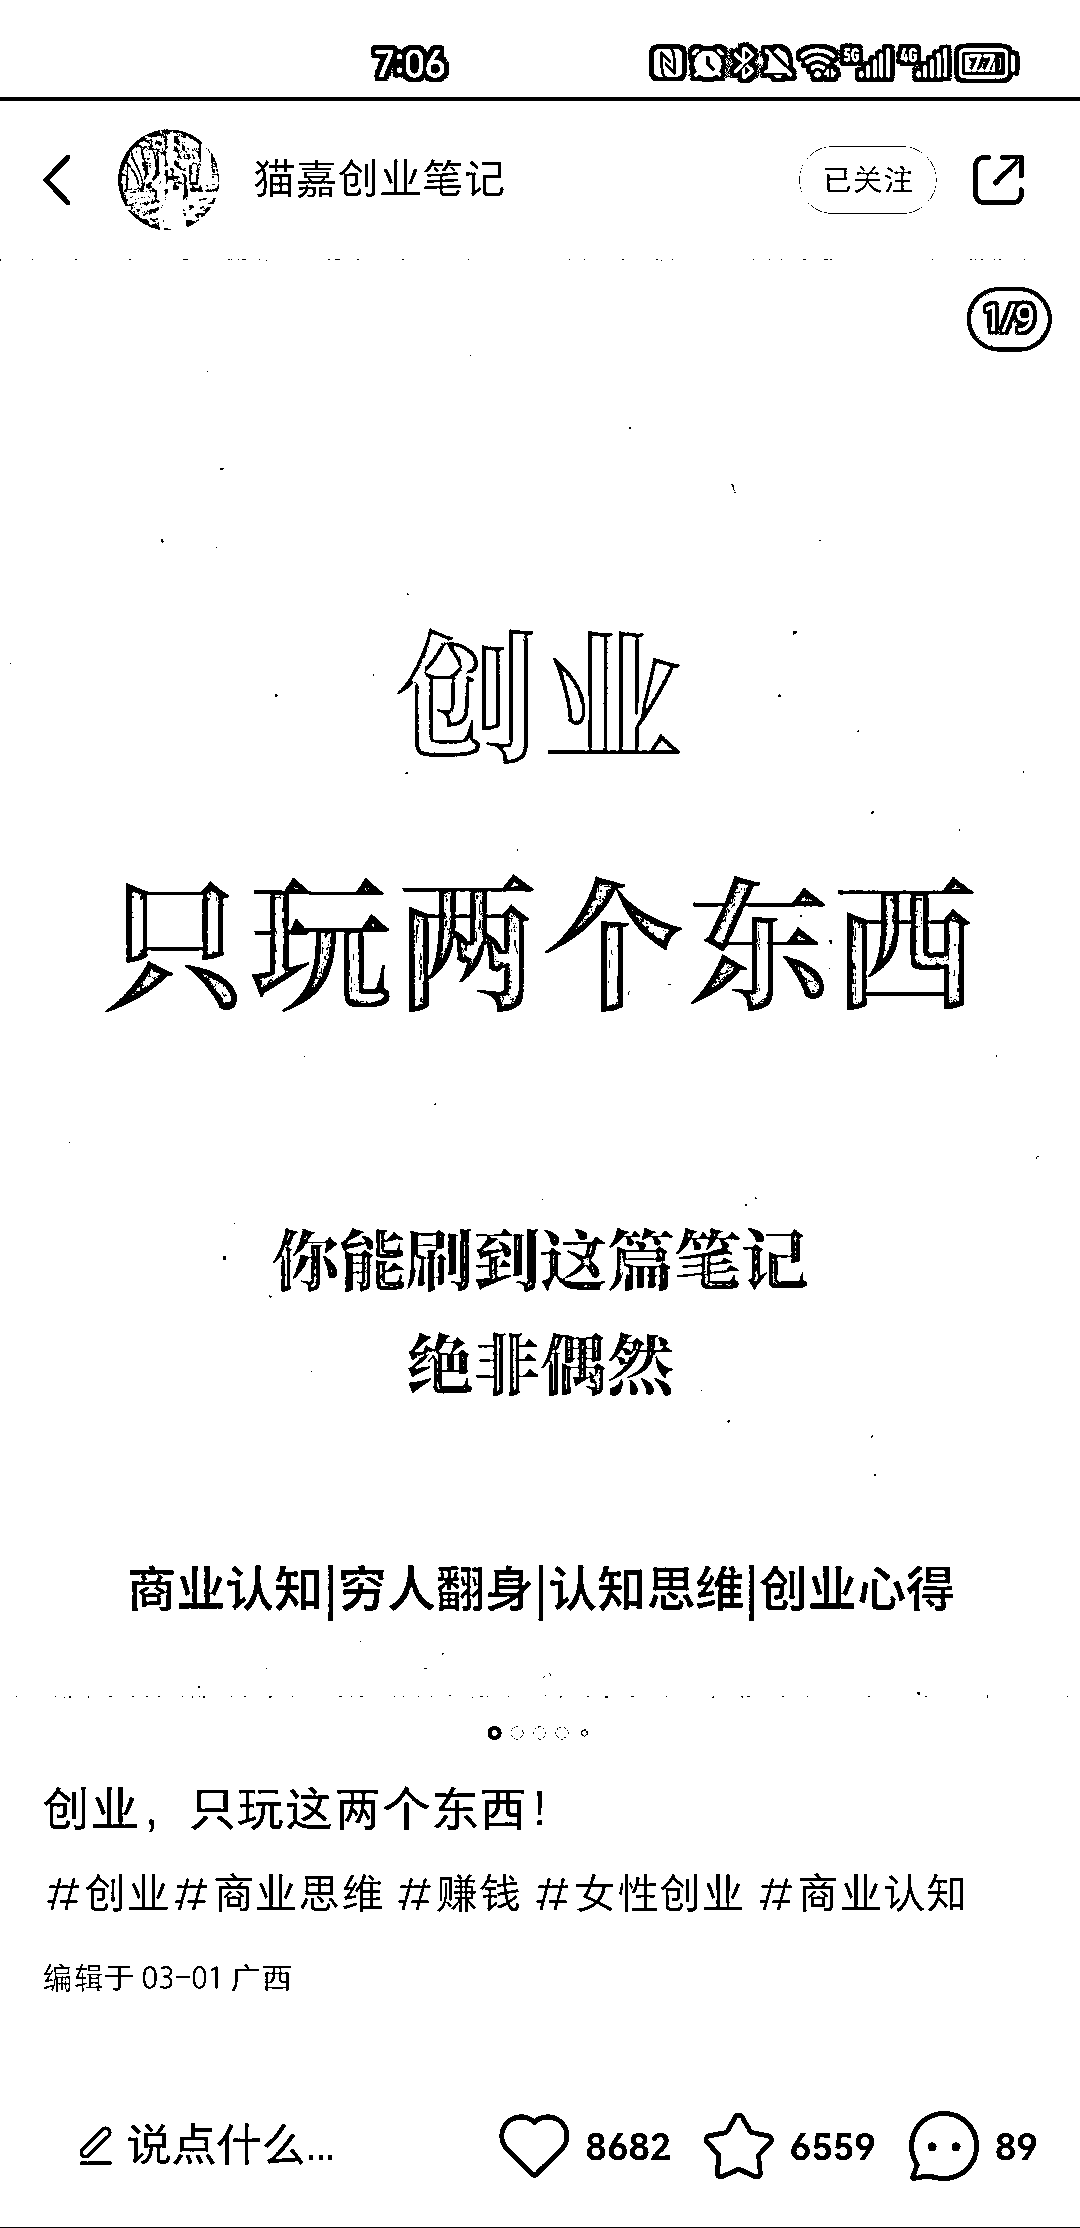 7:06 5G 4G 77
猫嘉创业笔记 已关注
1/9
创业
只玩两个东西
你能刷到这篇笔记
绝非偶然
商业认知|穷人翻身|认知思维|创业心得
创业，只玩这两个东西！
#创业#商业思维 #赚钱 #女性创业 #商业认知
编辑于 03-01 广西
说点什么... 8682 6559 89